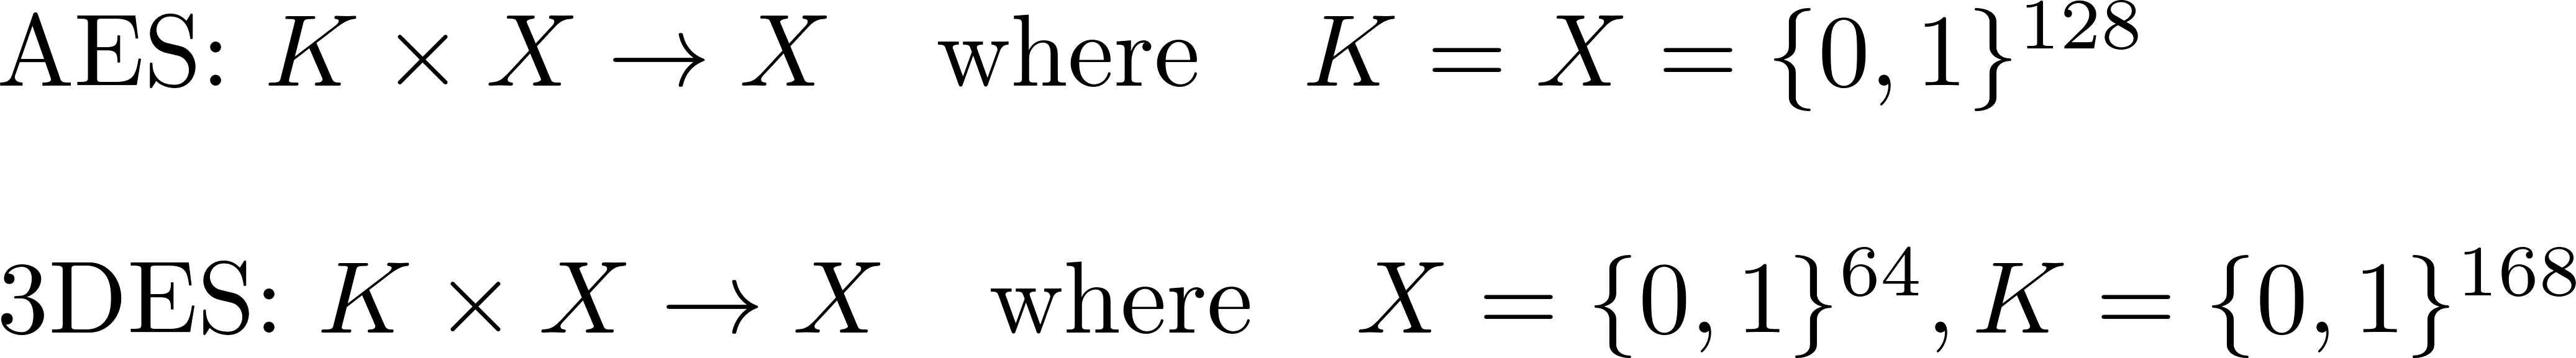 AES: K × X → X where K = X = {0, 1}^128
3DES: K × X → X where X = {0, 1}^64, K = {0, 1}^168